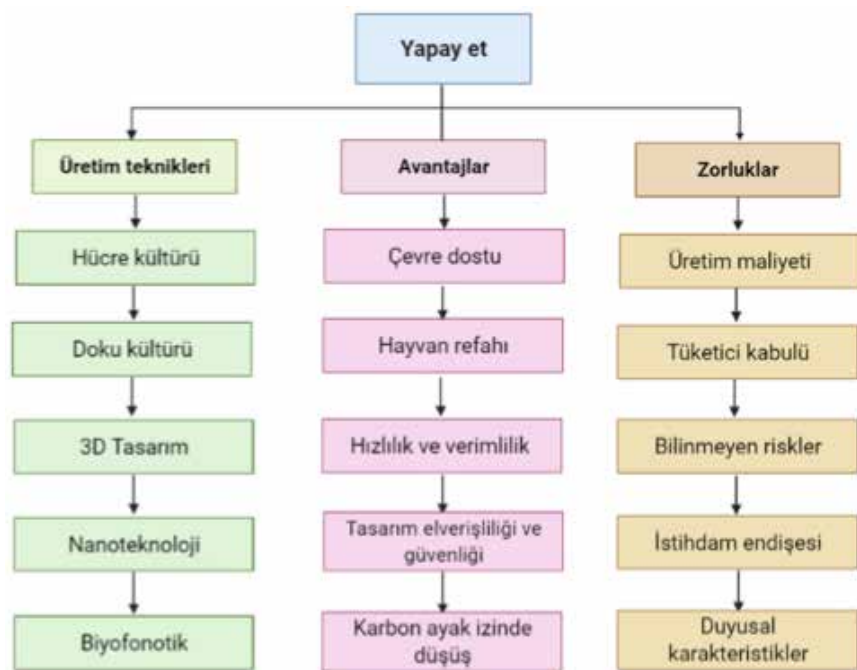 Yapay et
Üretim teknikleri
Hücre kültürü
Doku kültürü
3D Tasarım
Nanoteknoloji
Biyofonotik
Avantajlar
Çevre dostu
Hayvan refahı
Hızlılık ve verimlilik
Tasarım elverişliliği ve
güvenliği
Karbon ayak izinde
düşüş
Zorluklar
Üretim maliyeti
Tüketici kabulü
Bilinmeyen riskler
İstihdam endişesi
Duyusal
karakteristikler